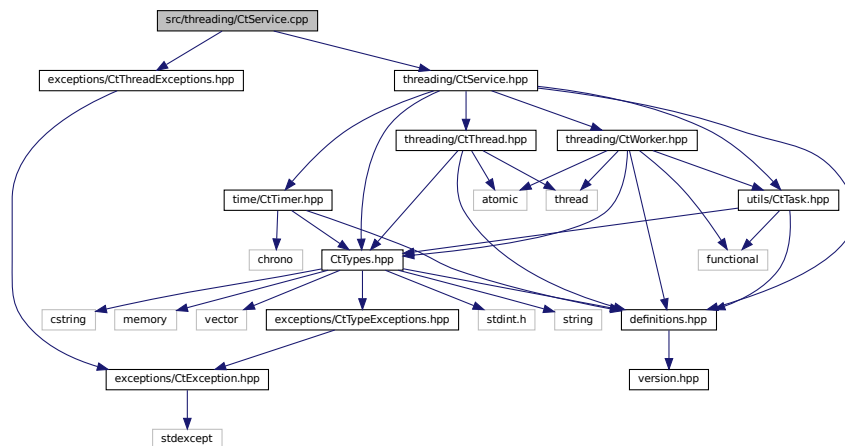 src/threading/CtService.cpp
exceptions/CtThreadExceptions.hpp
threading/CtService.hpp
threading/CtThread.hpp
threading/CtWorker.hpp
time/CtTimer.hpp
atomic
thread
utils/CtTask.hpp
chrono
CtTypes.hpp
functional
cstring
memory
vector
exceptions/CtTypeExceptions.hpp
stdint.h
string
definitions.hpp
exceptions/CtException.hpp
version.hpp
stdexcept